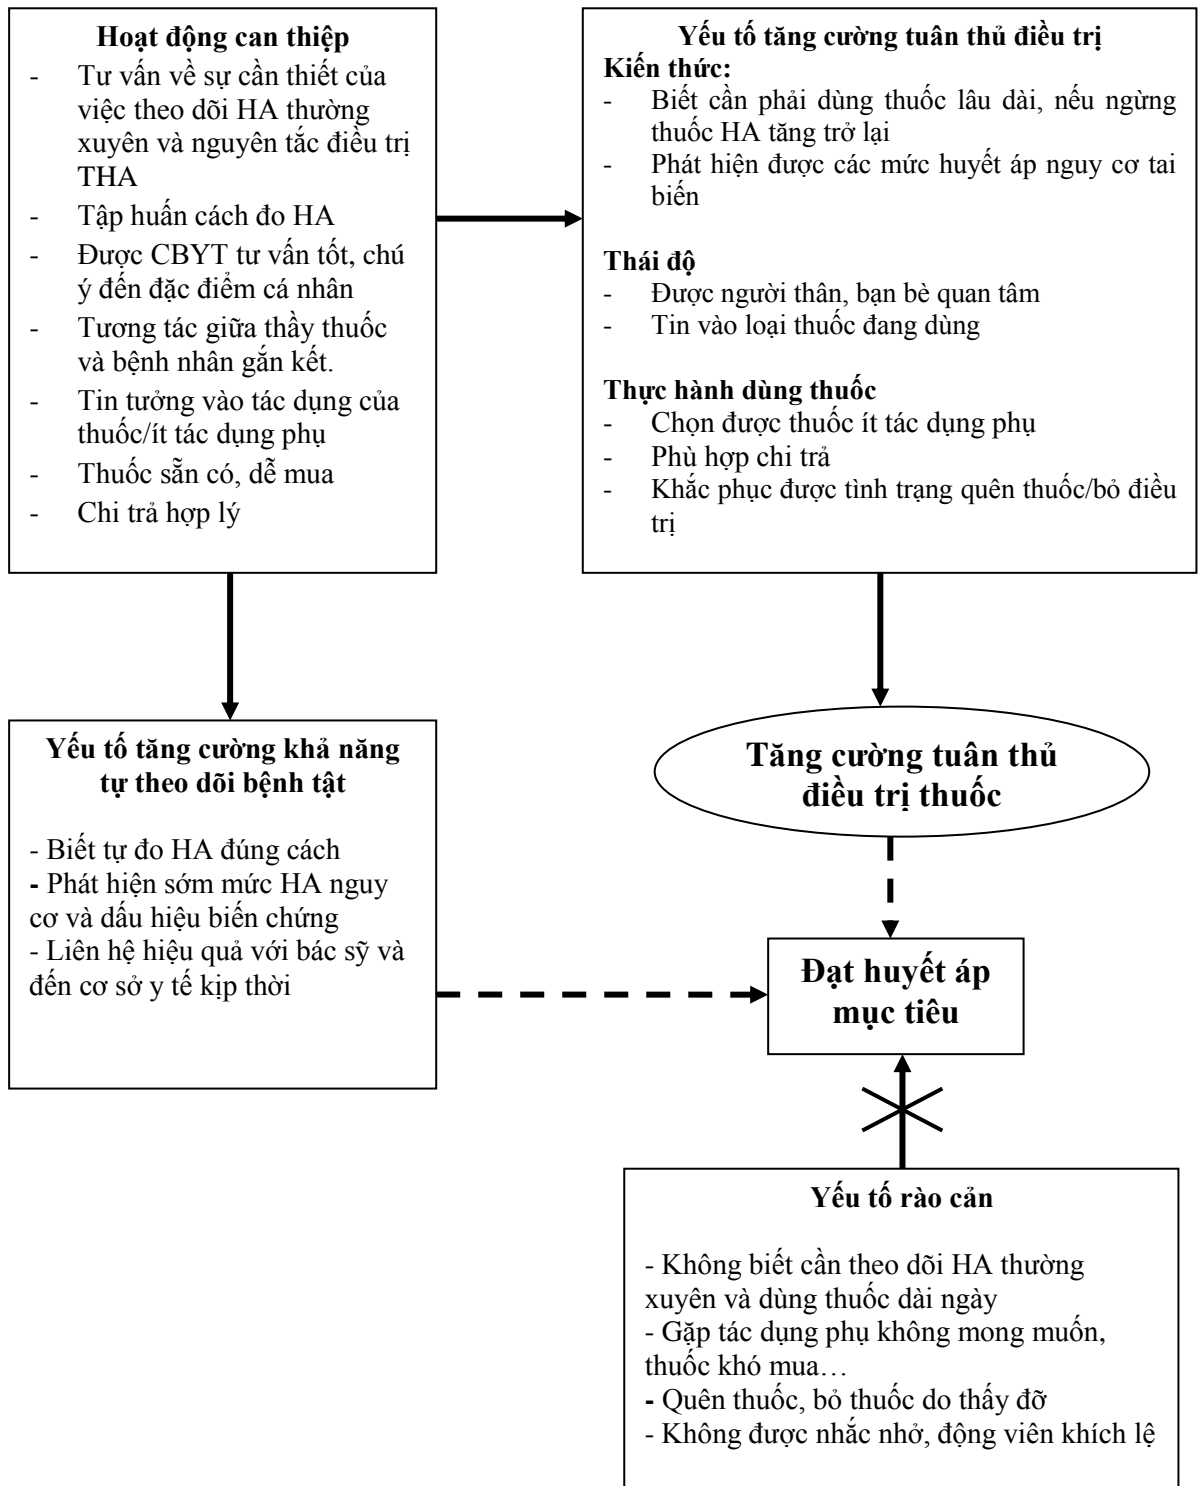 Hoạt động can thiệp
- Tư vấn về sự cần thiết của
việc theo dõi HA thường
xuyên và nguyên tắc điều trị
THA
- Tập huấn cách đo HA
- Được CBYT tư vấn tốt, chú
ý đến đặc điểm cá nhân
- Tương tác giữa thầy thuốc
và bệnh nhân gắn kết.
- Tin tưởng vào tác dụng của
thuốc/ít tác dụng phụ
- Thuốc sẵn có, dễ mua
- Chi trả hợp lý
Yếu tố tăng cường tuân thủ điều trị
Kiến thức:
- Biết cần phải dùng thuốc lâu dài, nếu ngừng
thuốc HA tăng trở lại
- Phát hiện được các mức huyết áp nguy cơ tai
biến
Thái độ
- Được người thân, bạn bè quan tâm
- Tin vào loại thuốc đang dùng
Thực hành dùng thuốc
- Chọn được thuốc ít tác dụng phụ
- Phù hợp chi trả
- Khắc phục được tình trạng quên thuốc/bỏ điều
trị
Yếu tố tăng cường khả năng
tự theo dõi bệnh tật
- Biết tự đo HA đúng cách
- Phát hiện sớm mức HA nguy
cơ và dấu hiệu biến chứng
- Liên hệ hiệu quả với bác sỹ và
đến cơ sở y tế kịp thời
Tăng cường tuân thủ
điều trị thuốc
Đạt huyết áp
mục tiêu
Yếu tố rào cản
- Không biết cần theo dõi HA thường
xuyên và dùng thuốc dài ngày
- Gặp tác dụng phụ không mong muốn,
thuốc khó mua…
- Quên thuốc, bỏ thuốc do thấy đỡ
- Không được nhắc nhở, động viên khích lệ